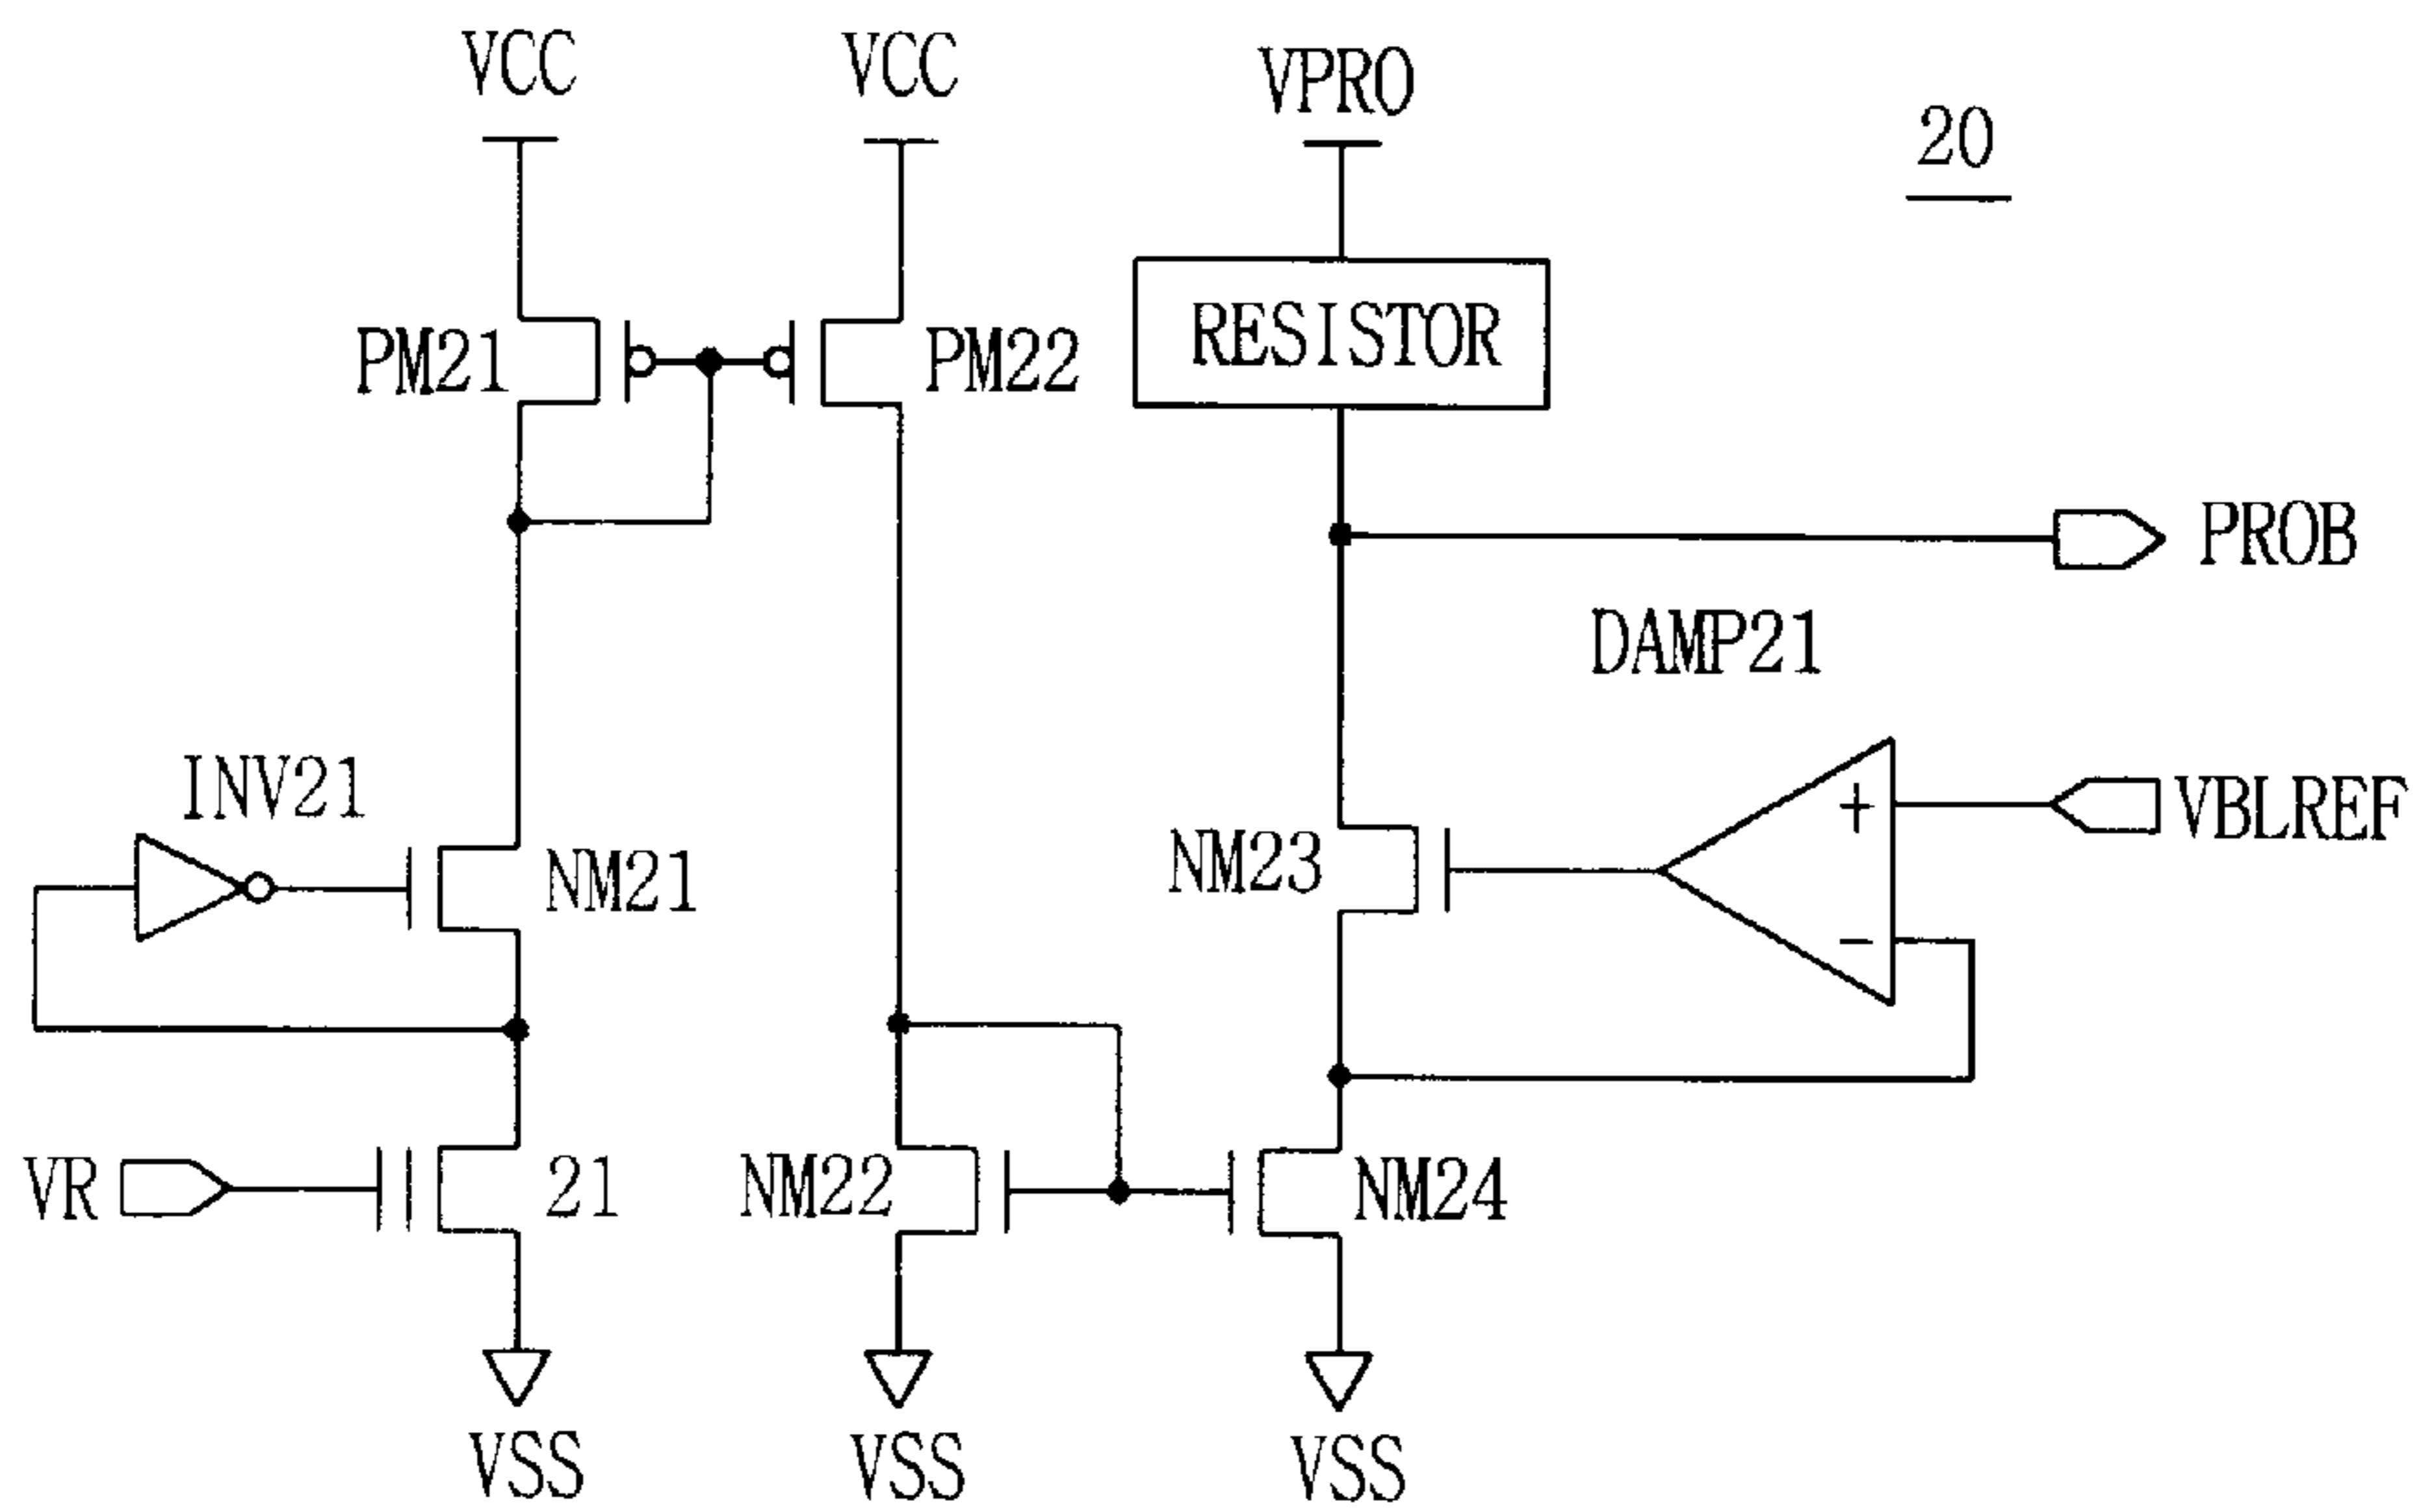 VCC
VCC
VPRO
20
PM21
PM22
RESISTOR
PROB
DAMP21
INV21
NM21
NM23
+
VBLREF
-
VR
21
NM22
NM24
VSS
VSS
VSS